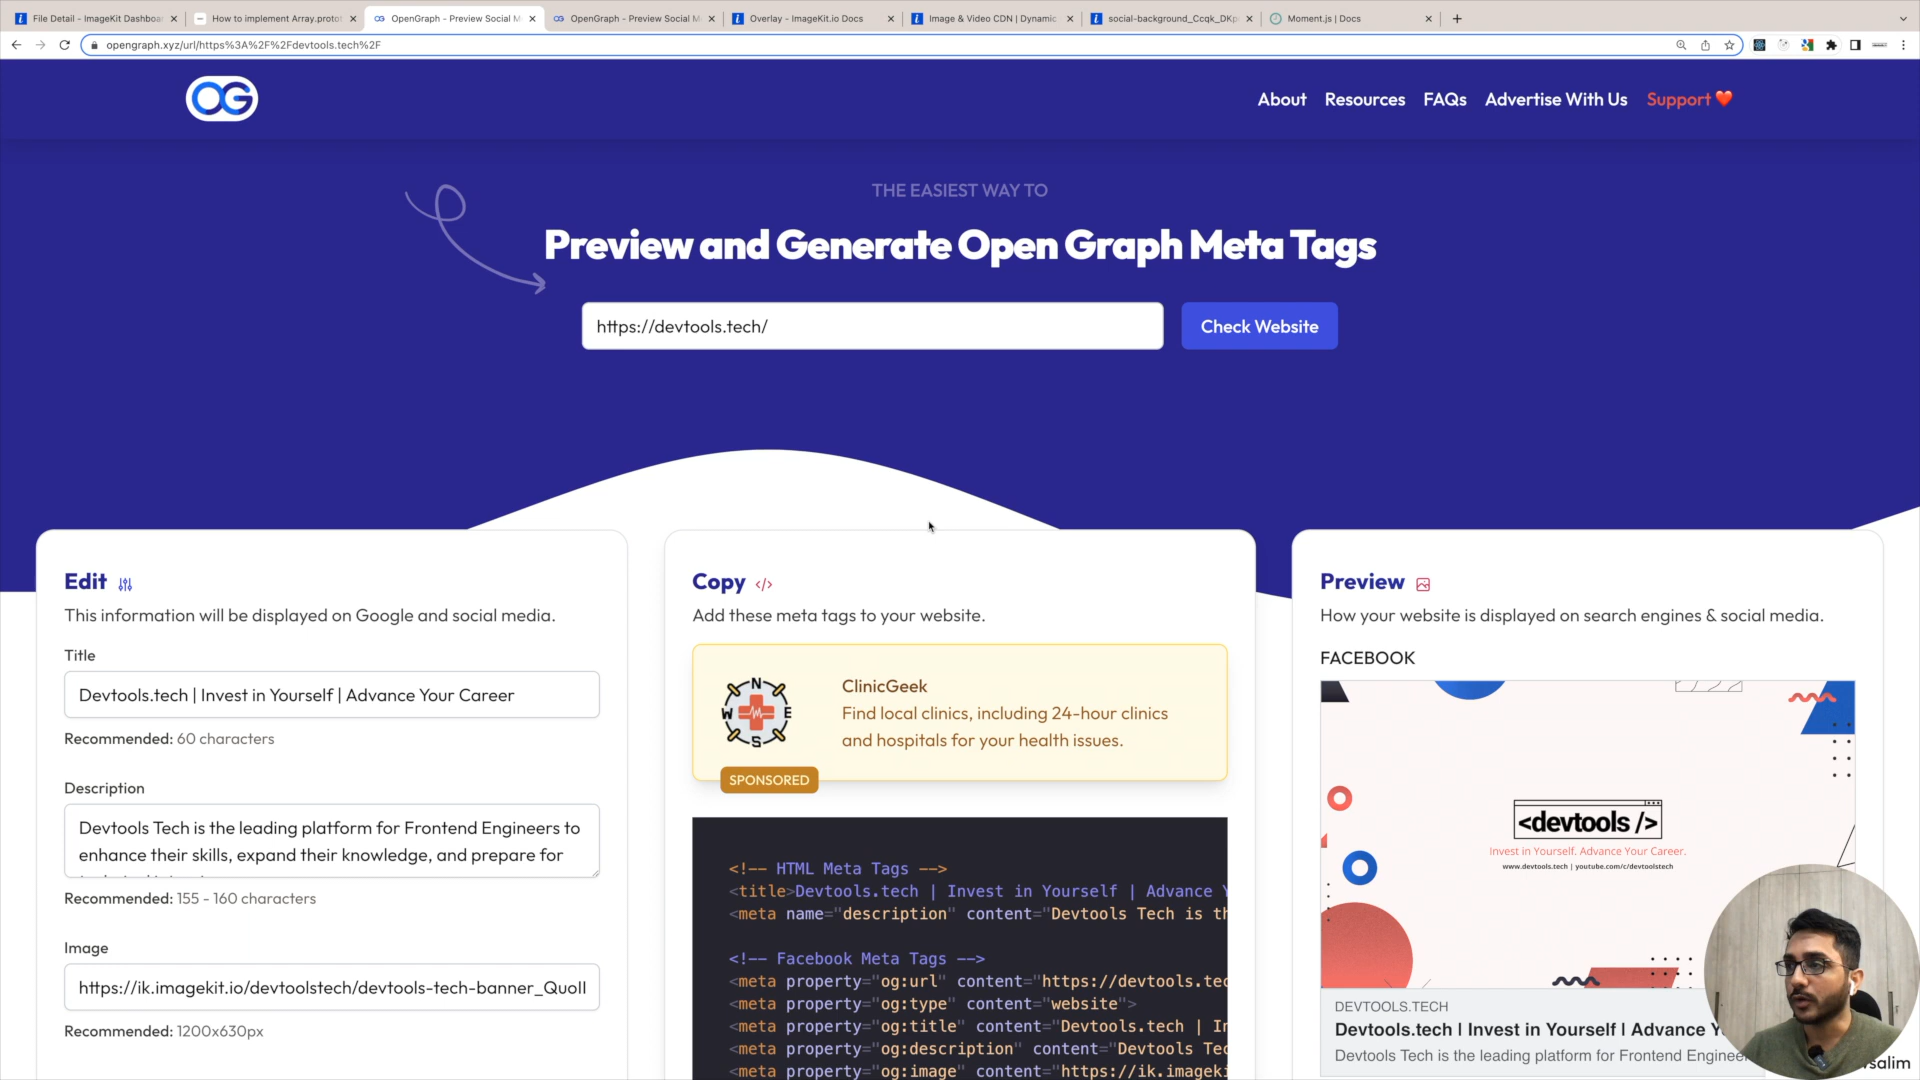 File Detail - ImageKit Dashboa
How to implement Array.proto
OpenGraph - Preview Social M
OpenGraph - Preview Social M
Overlay - ImageKit.io Docs
Image & Video CDN | Dynamic
social-background_Ccqk_DKp
Moment.js | Docs
opengraph.xyz/url/https%3A%2F%2Fdevtools.tech%2F
OG
About
Resources
FAQs
Advertise With Us
Support
THE EASIEST WAY TO
Preview and Generate Open Graph Meta Tags
https://devtools.tech/
Check Website
Edit
This information will be displayed on Google and social media.
Title
Devtools.tech | Invest in Yourself | Advance Your Career
Recommended: 60 characters
Description
Devtools Tech is the leading platform for Frontend Engineers to
enhance their skills, expand their knowledge, and prepare for
Recommended: 155 - 160 characters
Image
https://ik.imagekit.io/devtoolstech/devtools-tech-banner_Quoll
Recommended: 1200x630px
Copy </>
Add these meta tags to your website.
N
W E
S
ClinicGeek
Find local clinics, including 24-hour clinics
and hospitals for your health issues.
SPONSORED
<!-- HTML Meta Tags -->
<title>Devtools.tech | Invest in Yourself | Advance Y
<meta name="description" content="Devtools Tech is th
<!-- Facebook Meta Tags -->
<meta property="og:url" content="https://devtools.tec
<meta property="og:type" content="website">
<meta property="og:title" content="Devtools.tech | In
<meta property="og:description" content="Devtools Tec
<meta property="og:image" content="https://ik.imageki
Preview
How your website is displayed on search engines & social media.
FACEBOOK
<devtools />
Invest in Yourself. Advance Your Career.
www.devtools.tech | youtube.com/c/devtoolstech
DEVTOOLS.TECH
Devtools.tech | Invest in Yourself | Advance Y
Devtools Tech is the leading platform for Frontend Enginee
salim